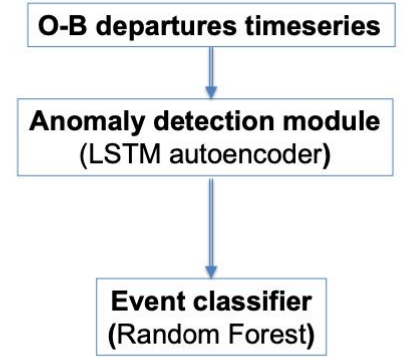 O-B departures timeseries
Anomaly detection module
(LSTM autoencoder)
Event classifier
(Random Forest)